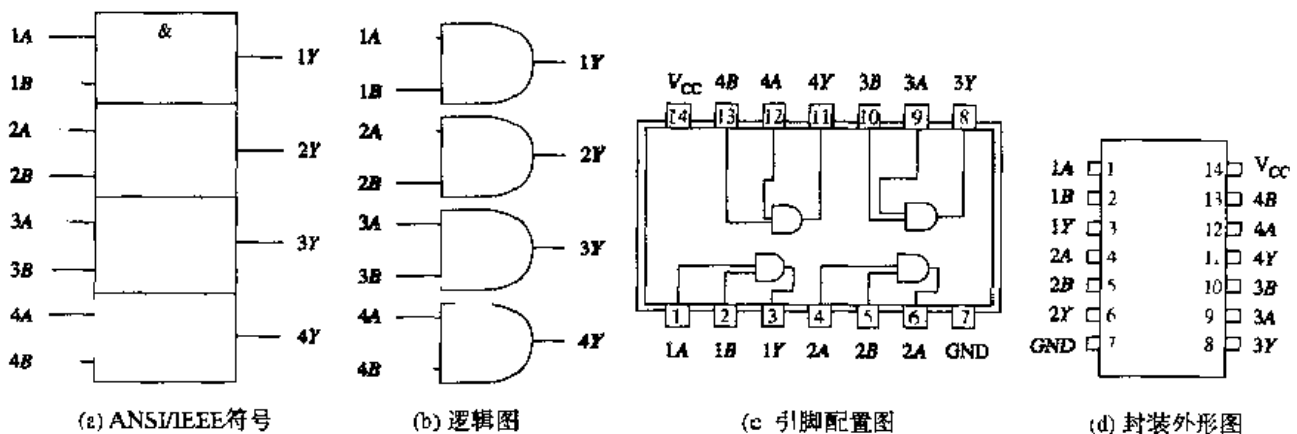 &
1A
1B
1Y
2A
2B
2Y
3A
3B
3Y
4A
4B
4Y
(a) ANSI/IEEE符号
1A
1B
1Y
2A
2B
2Y
3A
3B
3Y
4A
4B
4Y
(b) 逻辑图
VCC 4B 4A 4Y 3B 3A 3Y
14 13 12 11 10 9 8
1 2 3 4 5 6 7
1A 1B 1Y 2A 2B 2A GND
(c 引脚配置图
1A 1 14 VCC
1B 2 13 4B
1Y 3 12 4A
2A 4 11 4Y
2B 5 10 3B
2Y 6 9 3A
GND 7 8 3Y
(d) 封装外形图